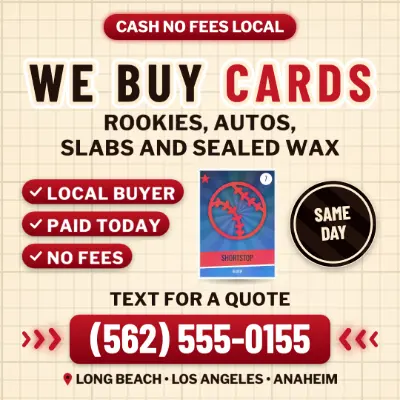 CASH NO FEES LOCAL
WE BUY CARDS
ROOKIES, AUTOS,
SLABS AND SEALED WAX
LOCAL BUYER
PAID TODAY
NO FEES
7
SHORTSTOP
SAME
DAY
TEXT FOR A QUOTE
(562) 555-0155
LONG BEACH • LOS ANGELES • ANAHEIM